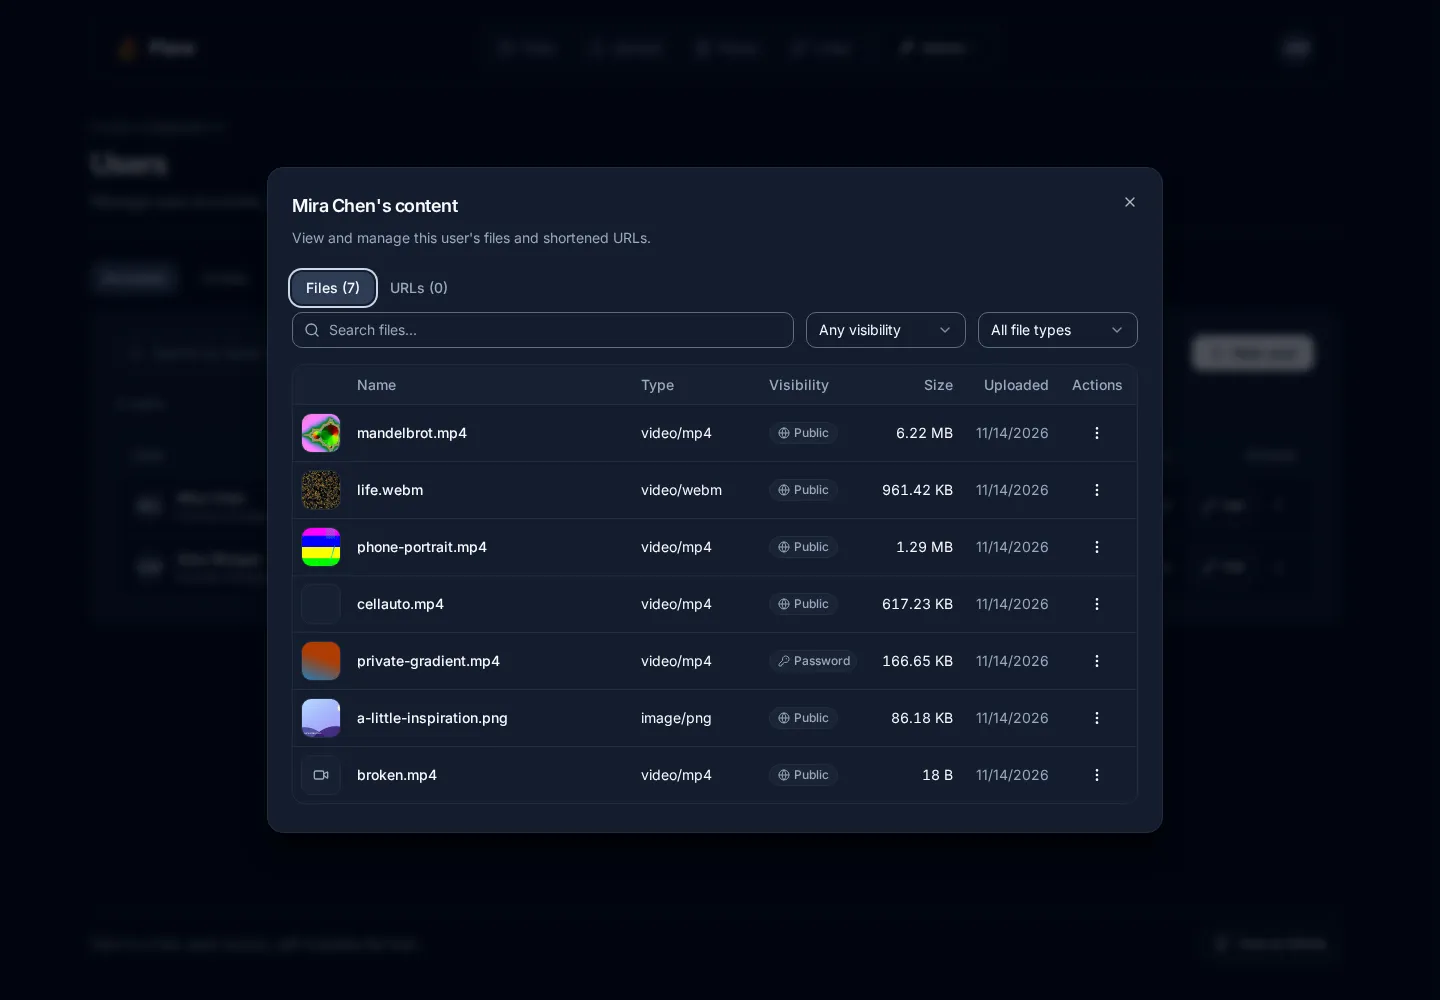 Flare
Users
Mira Chen's content
View and manage this user's files and shortened URLs.
Files (7) URLs (0)
Search files... Any visibility All file types
Name Type Visibility Size Uploaded Actions
mandelbrot.mp4 video/mp4 Public 6.22 MB 11/14/2026
life.webm video/webm Public 961.42 KB 11/14/2026
phone-portrait.mp4 video/mp4 Public 1.29 MB 11/14/2026
cellauto.mp4 video/mp4 Public 617.23 KB 11/14/2026
private-gradient.mp4 video/mp4 Password 166.65 KB 11/14/2026
a-little-inspiration.png image/png Public 86.18 KB 11/14/2026
broken.mp4 video/mp4 Public 18 B 11/14/2026